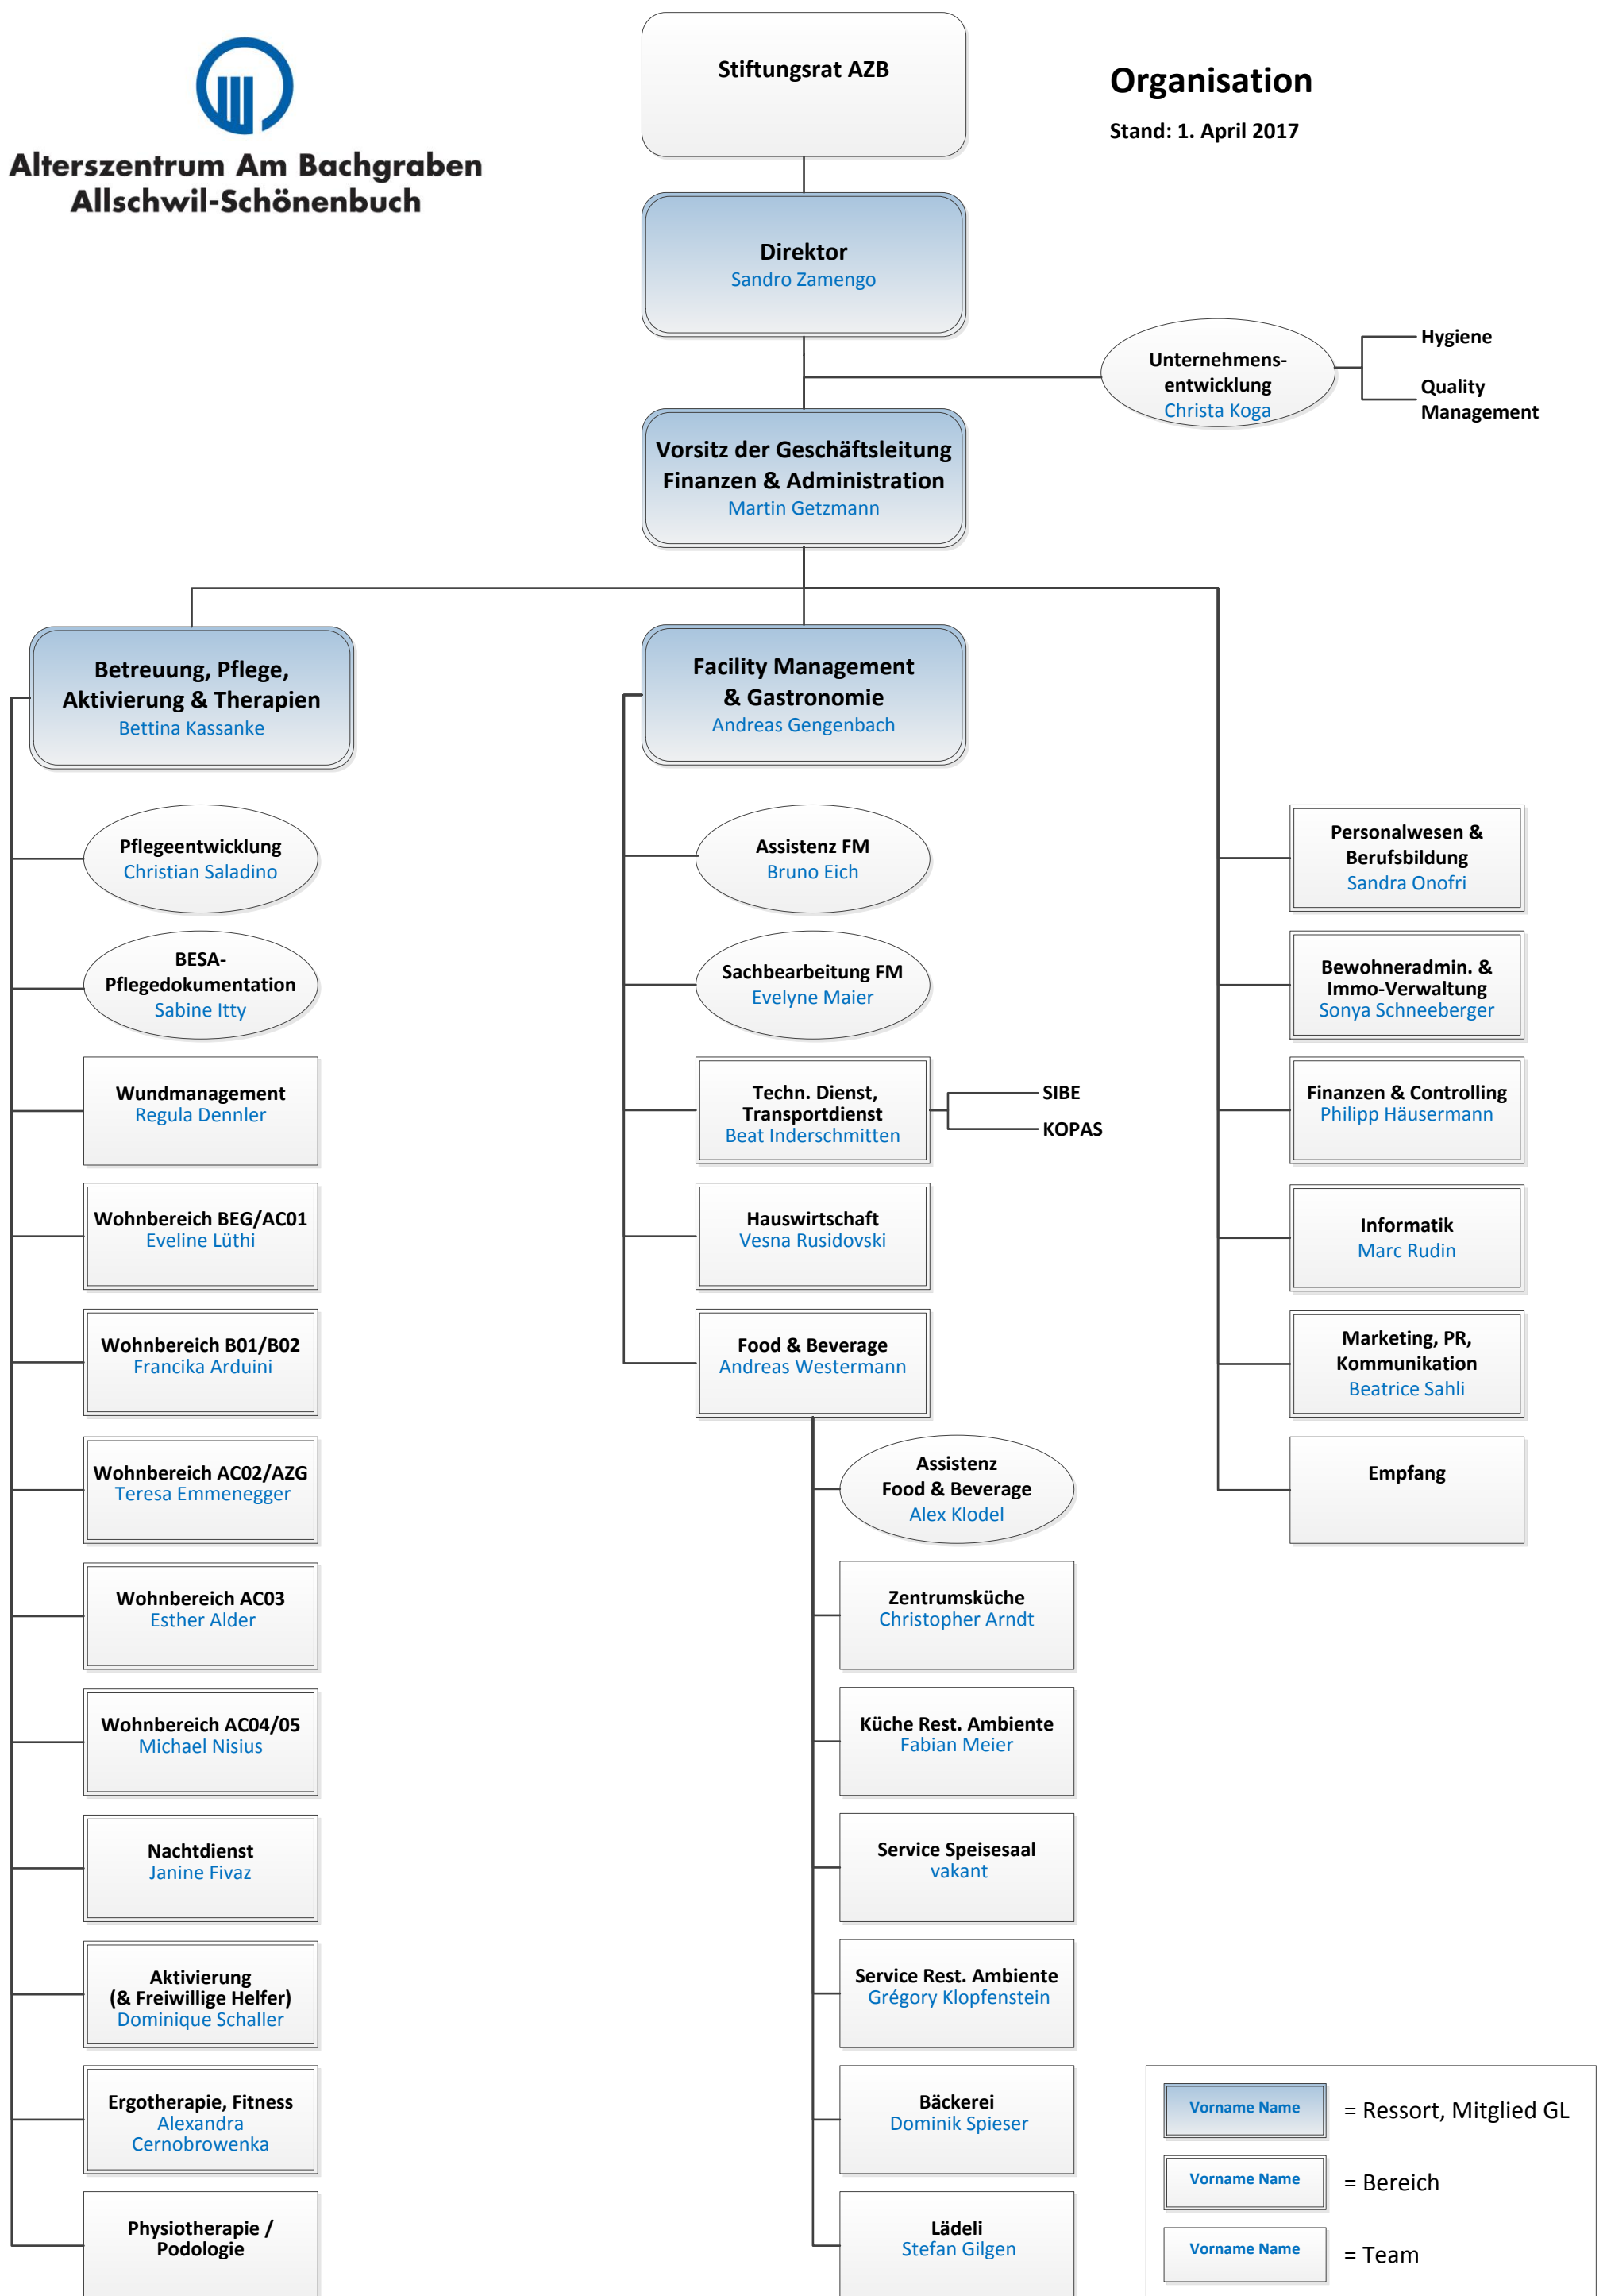 Alterszentrum Am Bachgraben
Allschwil-Schönenbuch
Organisation
Stand: 1. April 2017
Stiftungsrat AZB
Direktor
Sandro Zamengo
Unternehmens-
entwicklung
Christa Koga
Hygiene
Quality
Management
Vorsitz der Geschäftsleitung
Finanzen & Administration
Martin Getzmann
Betreuung, Pflege,
Aktivierung & Therapien
Bettina Kassanke
Pflegeentwicklung
Christian Saladino
BESA-
Pflegedokumentation
Sabine Itty
Wundmanagement
Regula Dennler
Wohnbereich BEG/AC01
Eveline Lüthi
Wohnbereich B01/B02
Francika Arduini
Wohnbereich AC02/AZG
Teresa Emmenegger
Wohnbereich AC03
Esther Alder
Wohnbereich AC04/05
Michael Nisius
Nachtdienst
Janine Fivaz
Aktivierung
(& Freiwillige Helfer)
Dominique Schaller
Ergotherapie, Fitness
Alexandra
Cernobrowenka
Physiotherapie /
Podologie
Facility Management
& Gastronomie
Andreas Gengenbach
Assistenz FM
Bruno Eich
Sachbearbeitung FM
Evelyne Maier
Techn. Dienst,
Transportdienst
Beat Inderschmitten
SIBE
KOPAS
Hauswirtschaft
Vesna Rusidovski
Food & Beverage
Andreas Westermann
Assistenz
Food & Beverage
Alex Klodel
Zentrumsküche
Christopher Arndt
Küche Rest. Ambiente
Fabian Meier
Service Speisesaal
vakant
Service Rest. Ambiente
Grégory Klopfenstein
Bäckerei
Dominik Spieser
Lädeli
Stefan Gilgen
Personalwesen &
Berufsbildung
Sandra Onofri
Bewohneradmin. &
Immo-Verwaltung
Sonya Schneeberger
Finanzen & Controlling
Philipp Häusermann
Informatik
Marc Rudin
Marketing, PR,
Kommunikation
Beatrice Sahli
Empfang
Vorname Name = Ressort, Mitglied GL
Vorname Name = Bereich
Vorname Name = Team